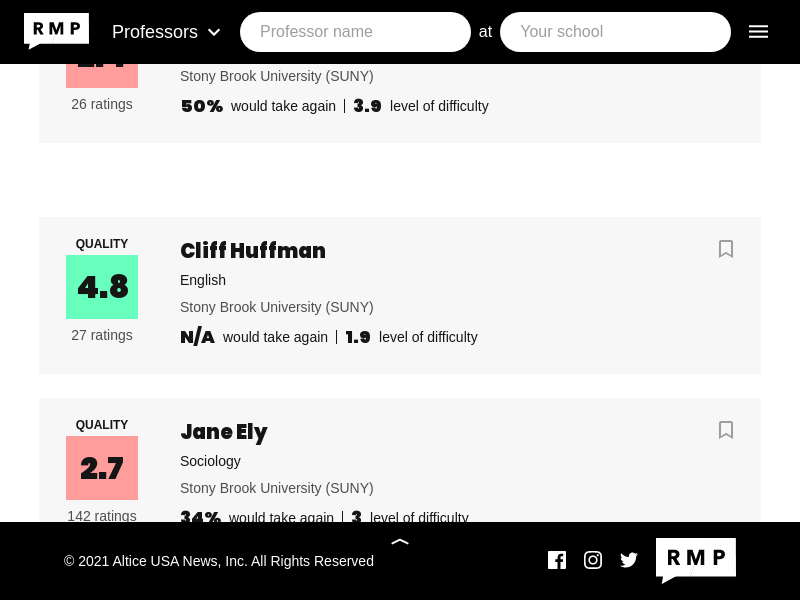 RMP
Professors
Professor name
at
Your school
Stony Brook University (SUNY)
26 ratings
50% would take again | 3.9 level of difficulty
QUALITY
4.8
27 ratings
Cliff Huffman
English
Stony Brook University (SUNY)
N/A would take again | 1.9 level of difficulty
QUALITY
2.7
142 ratings
Jane Ely
Sociology
Stony Brook University (SUNY)
34% would take again | 3 level of difficulty
© 2021 Altice USA News, Inc. All Rights Reserved
RMP